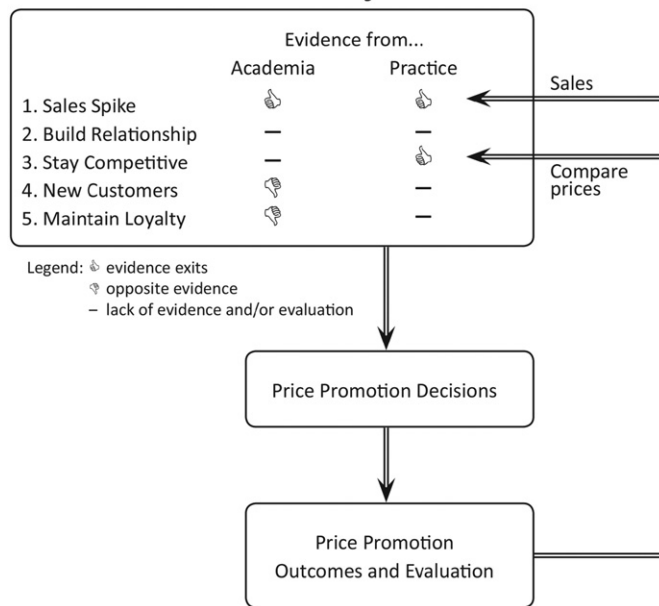 Evidence from...
Academia Practice
1. Sales Spike
2. Build Relationship – –
3. Stay Competitive –
4. New Customers –
5. Maintain Loyalty –
Sales
Compare
prices
Legend: evidence exits
opposite evidence
– lack of evidence and/or evaluation
Price Promotion Decisions
Price Promotion
Outcomes and Evaluation